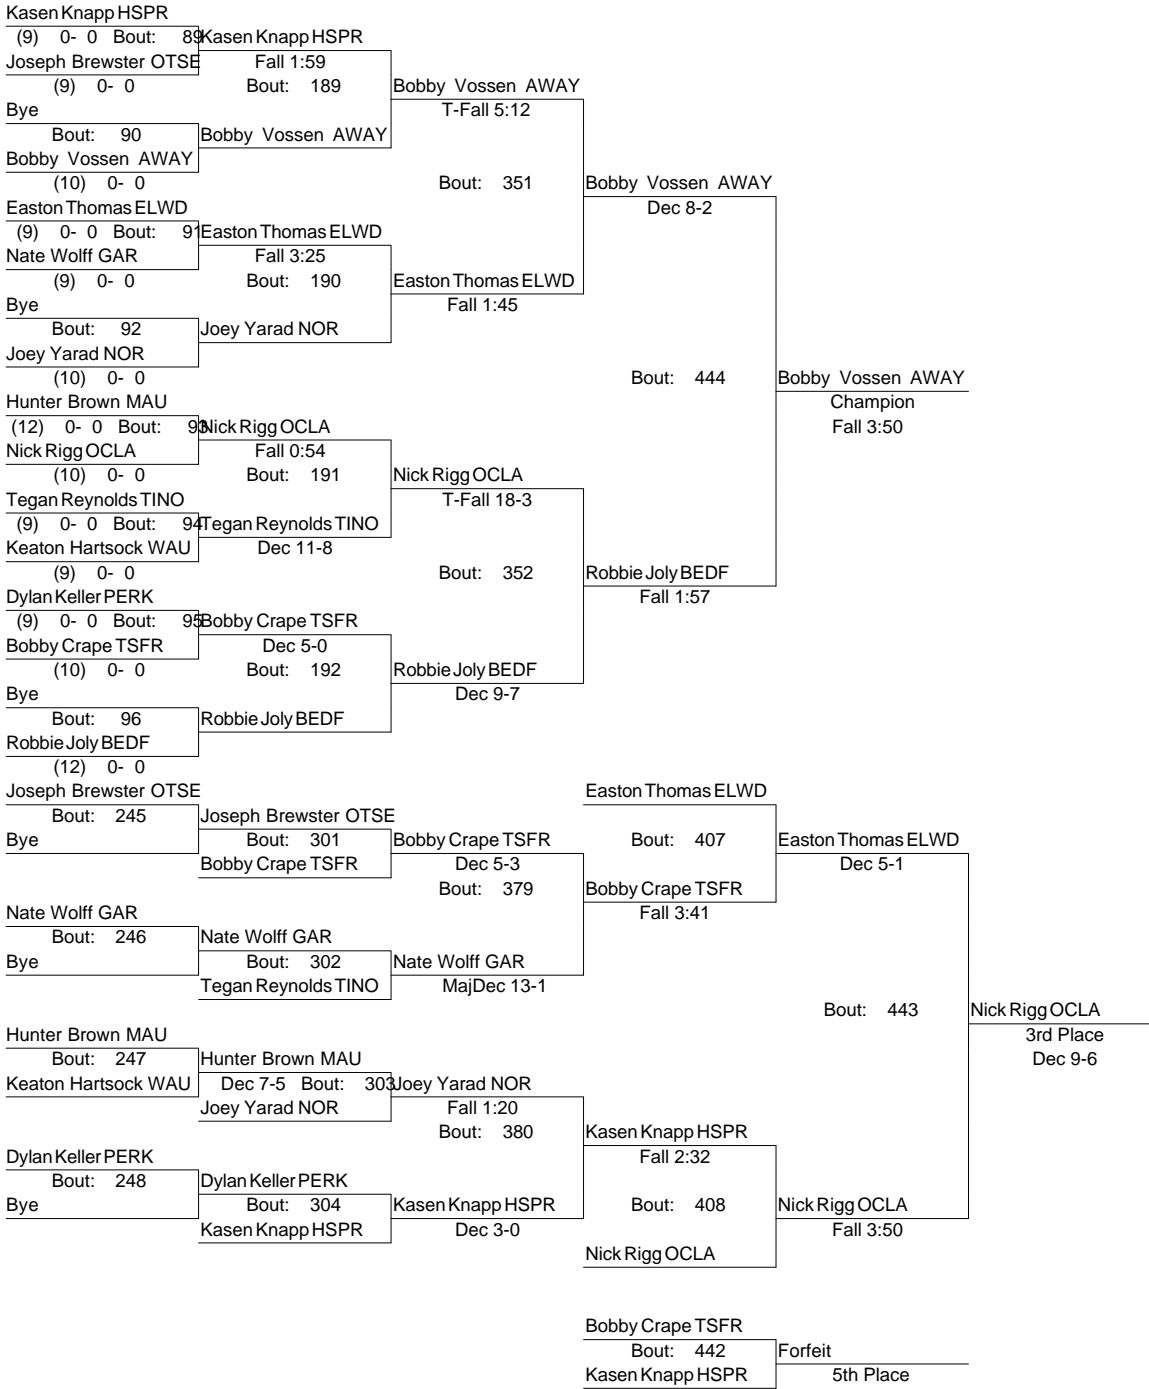 Kasen Knapp HSPR
(9) 0- 0 Bout: 89 Kasen Knapp HSPR
Joseph Brewster OTSE Fall 1:59
(9) 0- 0 Bout: 189 Bobby Vossen AWAY
Bye T-Fall 5:12
Bout: 90 Bobby Vossen AWAY
Bobby Vossen AWAY
(10) 0- 0 Bout: 351 Bobby Vossen AWAY
Easton Thomas ELWD Dec 8-2
(9) 0- 0 Bout: 91 Easton Thomas ELWD
Nate Wolff GAR Fall 3:25
(9) 0- 0 Bout: 190 Easton Thomas ELWD
Bye Fall 1:45
Bout: 92 Joey Yarad NOR
Joey Yarad NOR
(10) 0- 0 Bout: 444 Bobby Vossen AWAY
Hunter Brown MAU Champion
(12) 0- 0 Bout: 93 Nick Rigg OCLA Fall 3:50
Nick Rigg OCLA Fall 0:54
(10) 0- 0 Bout: 191 Nick Rigg OCLA
Tegan Reynolds TINO T-Fall 18-3
(9) 0- 0 Bout: 94 Tegan Reynolds TINO
Keaton Hartsock WAU Dec 11-8
(9) 0- 0 Bout: 352 Robbie Joly BEDF
Dylan Keller PERK Fall 1:57
(9) 0- 0 Bout: 95 Bobby Crape TSFR
Bobby Crape TSFR Dec 5-0
(10) 0- 0 Bout: 192 Robbie Joly BEDF
Bye Dec 9-7
Bout: 96 Robbie Joly BEDF
Robbie Joly BEDF
(12) 0- 0
Joseph Brewster OTSE Easton Thomas ELWD
Bout: 245 Joseph Brewster OTSE
Bye Bout: 301 Bobby Crape TSFR Bout: 407 Easton Thomas ELWD
Bobby Crape TSFR Dec 5-3 Dec 5-1
Bout: 379 Bobby Crape TSFR
Nate Wolff GAR Fall 3:41
Bout: 246 Nate Wolff GAR
Bye Bout: 302 Nate Wolff GAR
Tegan Reynolds TINO MajDec 13-1
Bout: 443 Nick Rigg OCLA
Hunter Brown MAU 3rd Place
Bout: 247 Hunter Brown MAU Dec 9-6
Keaton Hartsock WAU Dec 7-5 Bout: 303 Joey Yarad NOR
Joey Yarad NOR Fall 1:20
Bout: 380 Kasen Knapp HSPR
Dylan Keller PERK Fall 2:32
Bout: 248 Dylan Keller PERK
Bye Bout: 304 Kasen Knapp HSPR Bout: 408 Nick Rigg OCLA
Kasen Knapp HSPR Dec 3-0 Fall 3:50
Nick Rigg OCLA
Bobby Crape TSFR
Bout: 442 Forfeit
Kasen Knapp HSPR 5th Place